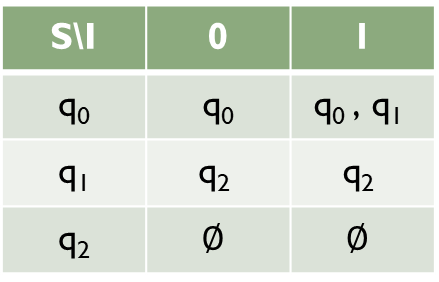 S\I 0 1
q₀ q₀ q₀ , q₁
q₁ q₂ q₂
q₂ Ø Ø